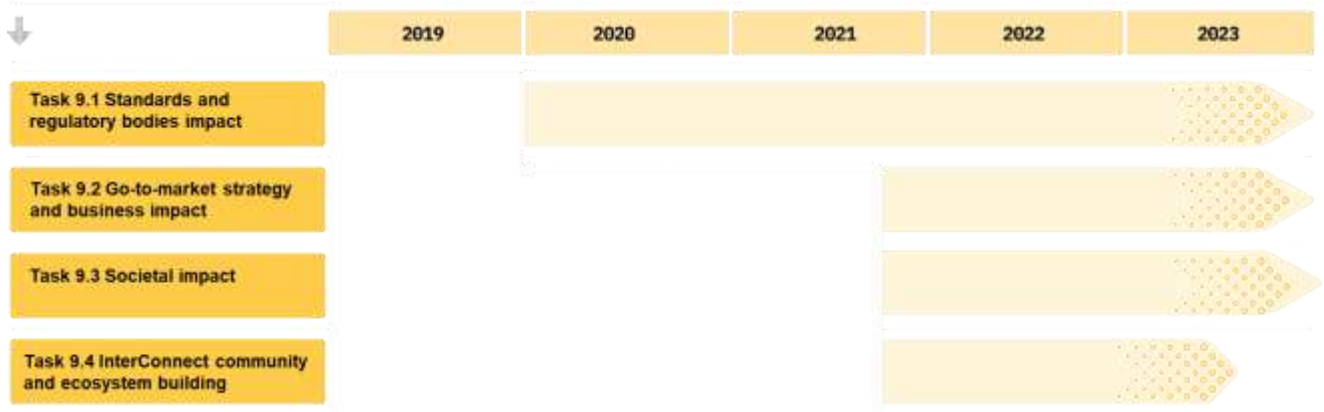 2019 2020 2021 2022 2023
Task 9.1 Standards and
regulatory bodies impact
Task 9.2 Go-to-market strategy
and business impact
Task 9.3 Societal impact
Task 9.4 InterConnect community
and ecosystem building